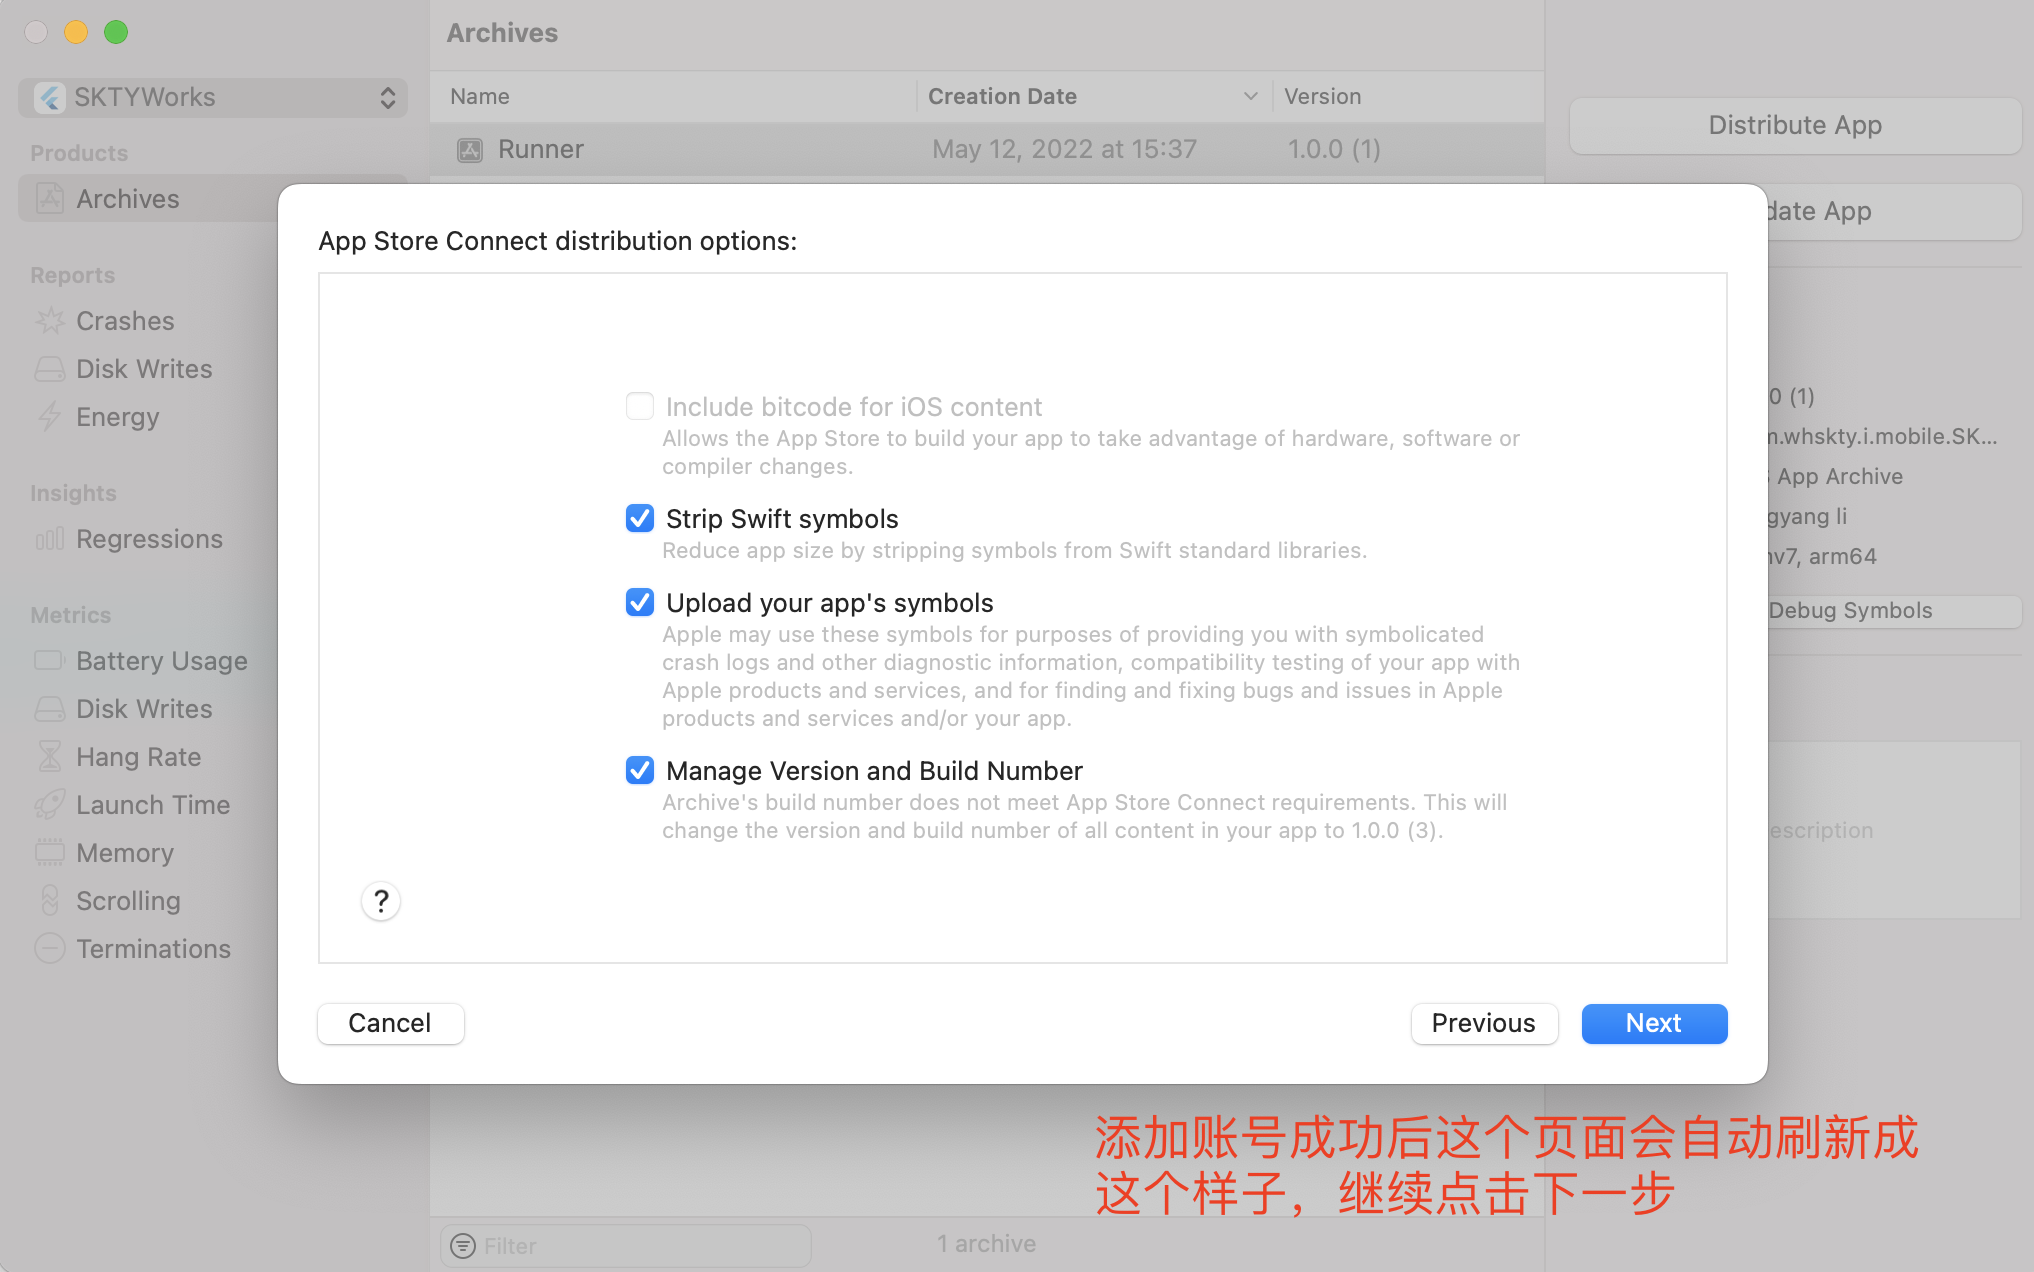 Archives
SKTYWorks
Name
Creation Date
Version
Runner
May 12, 2022 at 15:37
1.0.0 (1)
Distribute App
date App
Products
Archives
Reports
Crashes
Disk Writes
Energy
Insights
Regressions
Metrics
Battery Usage
Disk Writes
Hang Rate
Launch Time
Memory
Scrolling
Terminations
App Store Connect distribution options:
Include bitcode for iOS content
Allows the App Store to build your app to take advantage of hardware, software or
compiler changes.
Strip Swift symbols
Reduce app size by stripping symbols from Swift standard libraries.
Upload your app's symbols
Apple may use these symbols for purposes of providing you with symbolicated
crash logs and other diagnostic information, compatibility testing of your app with
Apple products and services, and for finding and fixing bugs and issues in Apple
products and services and/or your app.
Manage Version and Build Number
Archive's build number does not meet App Store Connect requirements. This will
change the version and build number of all content in your app to 1.0.0 (3).
?
Cancel
Previous
Next
0 (1)
.whskty.i.mobile.SK...
App Archive
gyang li
v7, arm64
Debug Symbols
escription
添加账号成功后这个页面会自动刷新成
这个样子，继续点击下一步
Filter
1 archive